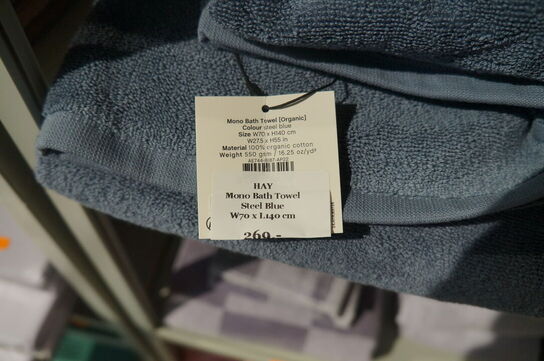 Mono Bath Towel [Organic]
Colour steel blue
Size W70 x H140 cm
W27.5 x H55 in
Material 100% organic cotton
Weight 550 gsm / 16.25 oz/yd²
HAY
Mono Bath Towel
Steel Blue
W70 x L140 cm
269.-